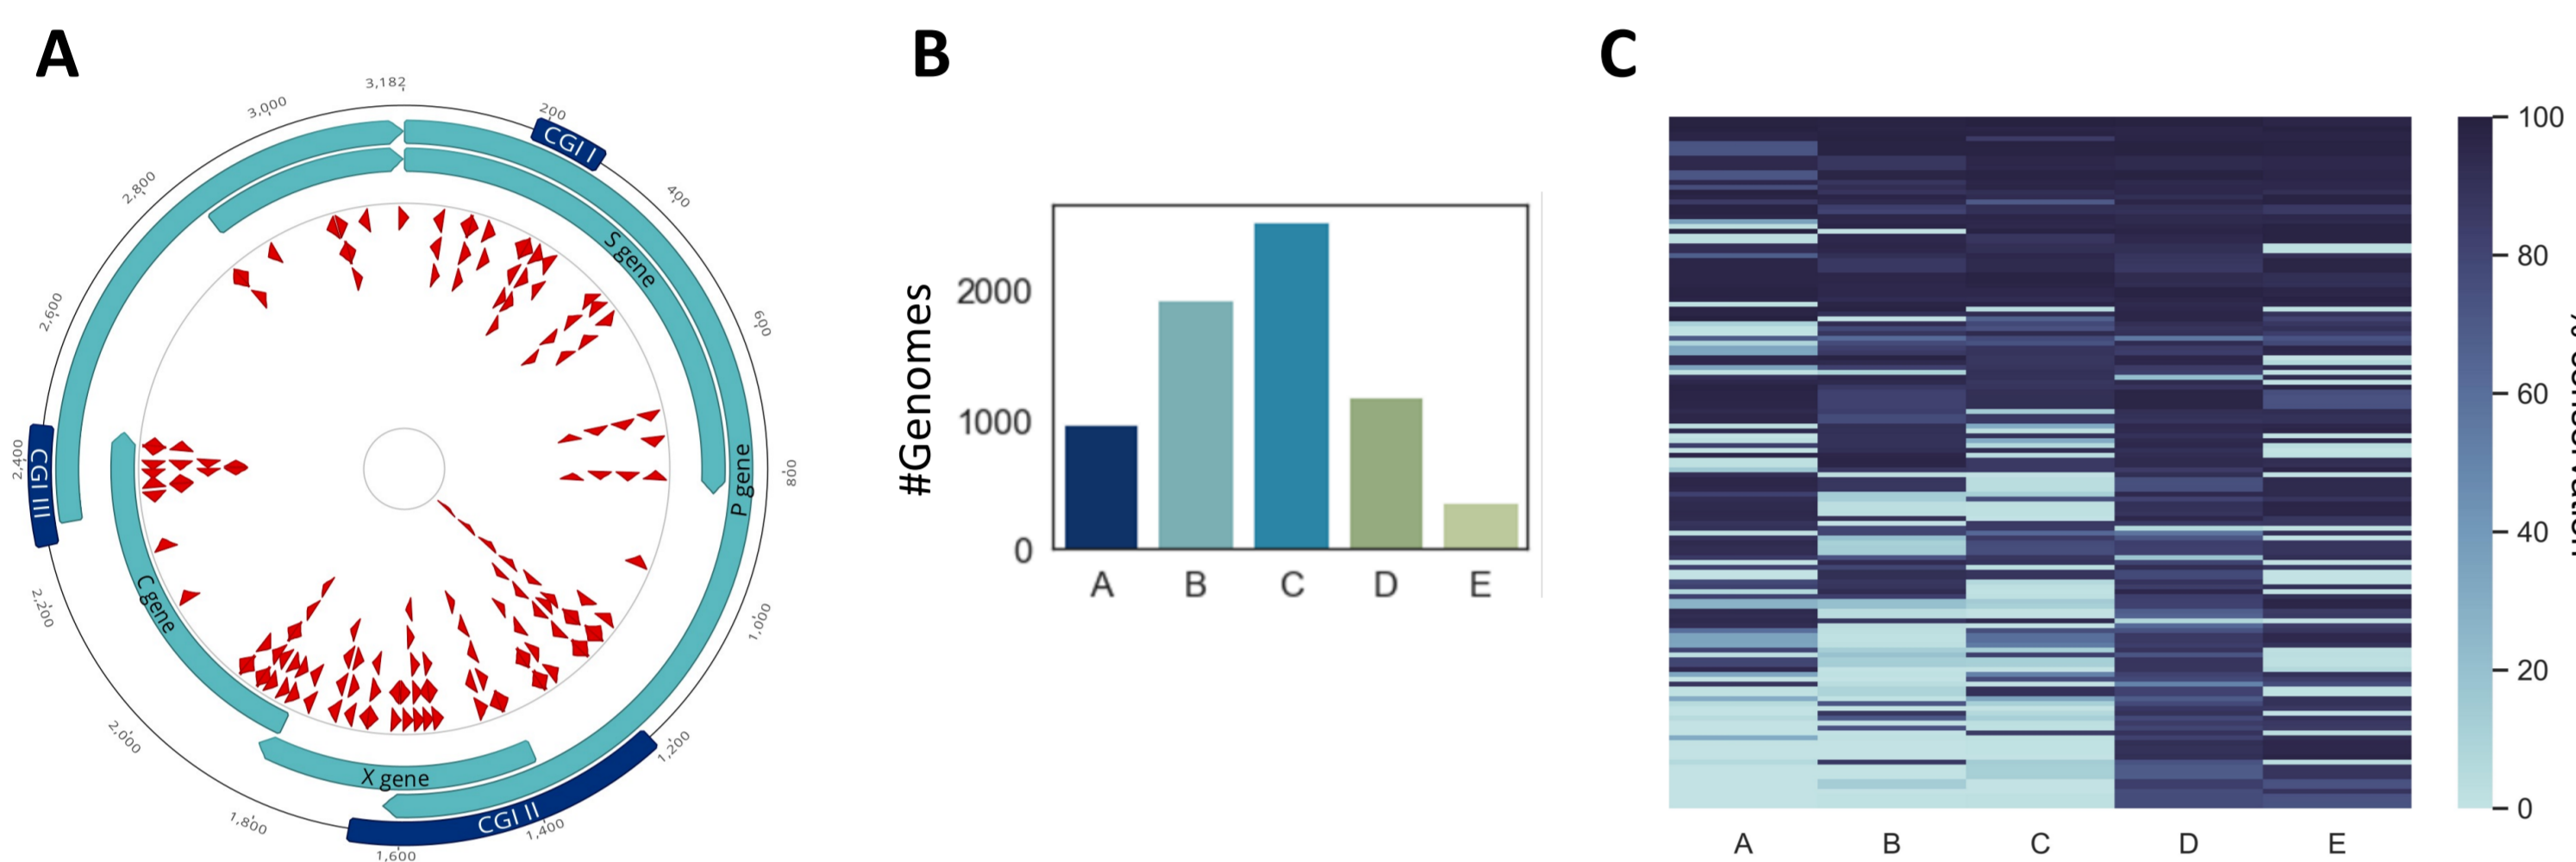 A
3,182
200
400
600
800
1,000
1,200
1,400
1,600
1,800
2,000
2,200
2,400
2,600
2,800
3,000
CGI I
CGI II
CGI III
S gene
P gene
X gene
C gene
B
#Genomes
2000
1000
0
A B C D E
C
100
80
60
40
20
0
A B C D E